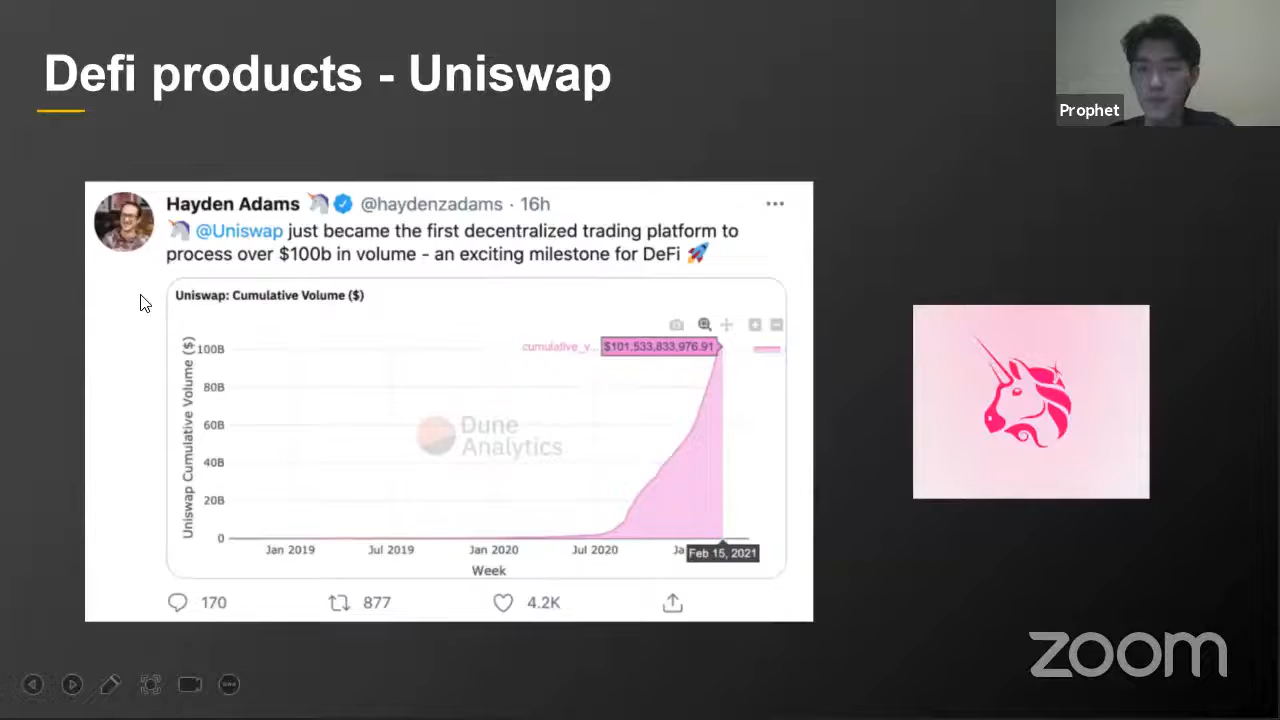 Defi products - Uniswap
Prophet
Hayden Adams @haydenzadams · 16h
@Uniswap just became the first decentralized trading platform to
process over $100b in volume - an exciting milestone for DeFi
Uniswap: Cumulative Volume ($)
cumulative_v... $101,533,833,976.91
Uniswap Cumulative Volume ($)
100B
80B
60B
40B
20B
0
Dune
Analytics
Jan 2019 Jul 2019 Jan 2020 Jul 2020 Ja Feb 15, 2021
Week
170 877 4.2K
zoom